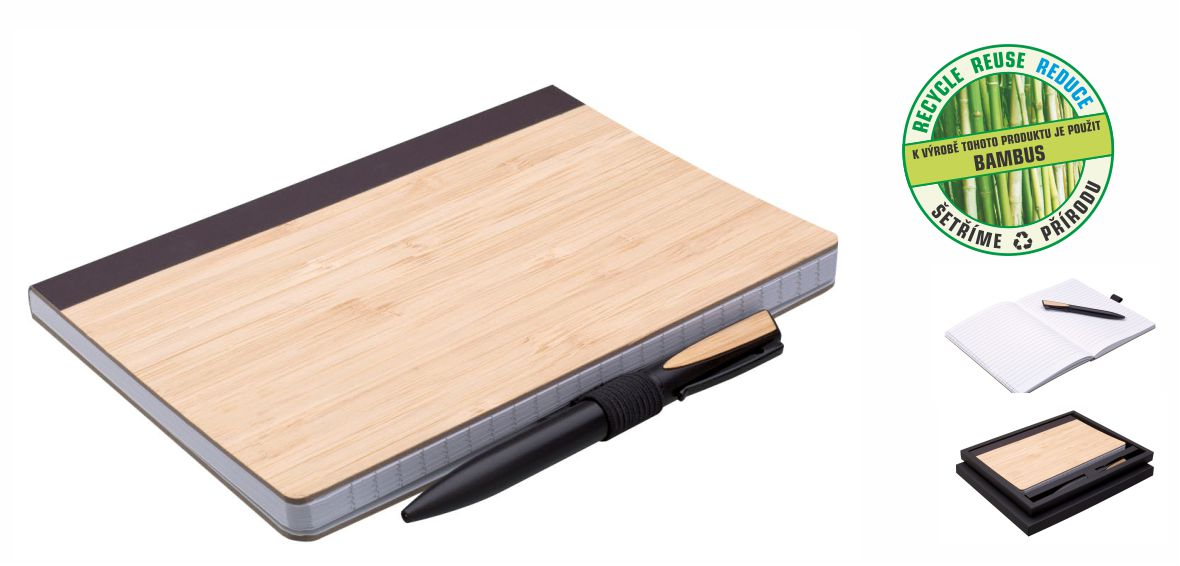 RECYCLE REUSE REDUCE
K VÝROBĚ TOHOTO PRODUKTU JE POUŽIT
BAMBUS
ŠETŘÍME PŘÍRODU